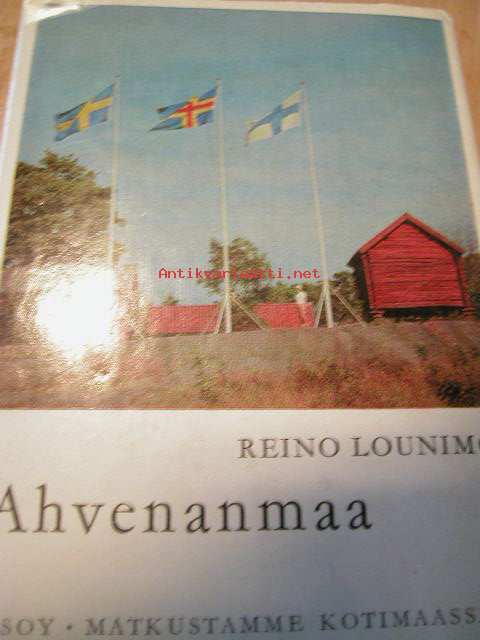 Antikvariaatti.net
REINO LOUNIM
Ahvenanmaa
SOY • MATKUSTAMME KOTIMAASS